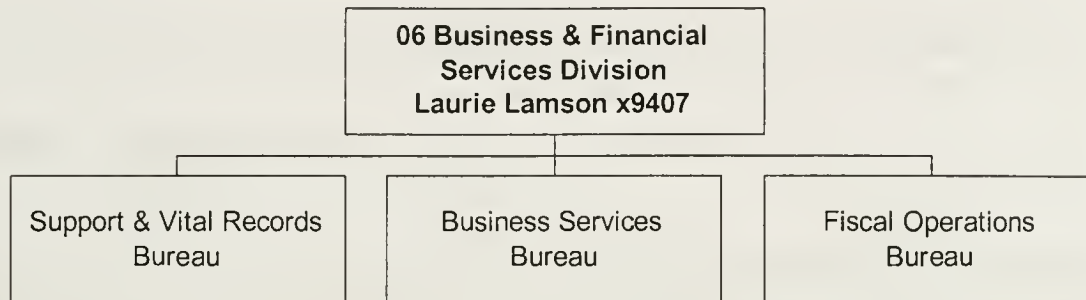 06 Business & Financial
Services Division
Laurie Lamson x9407
Support & Vital Records
Bureau
Business Services
Bureau
Fiscal Operations
Bureau